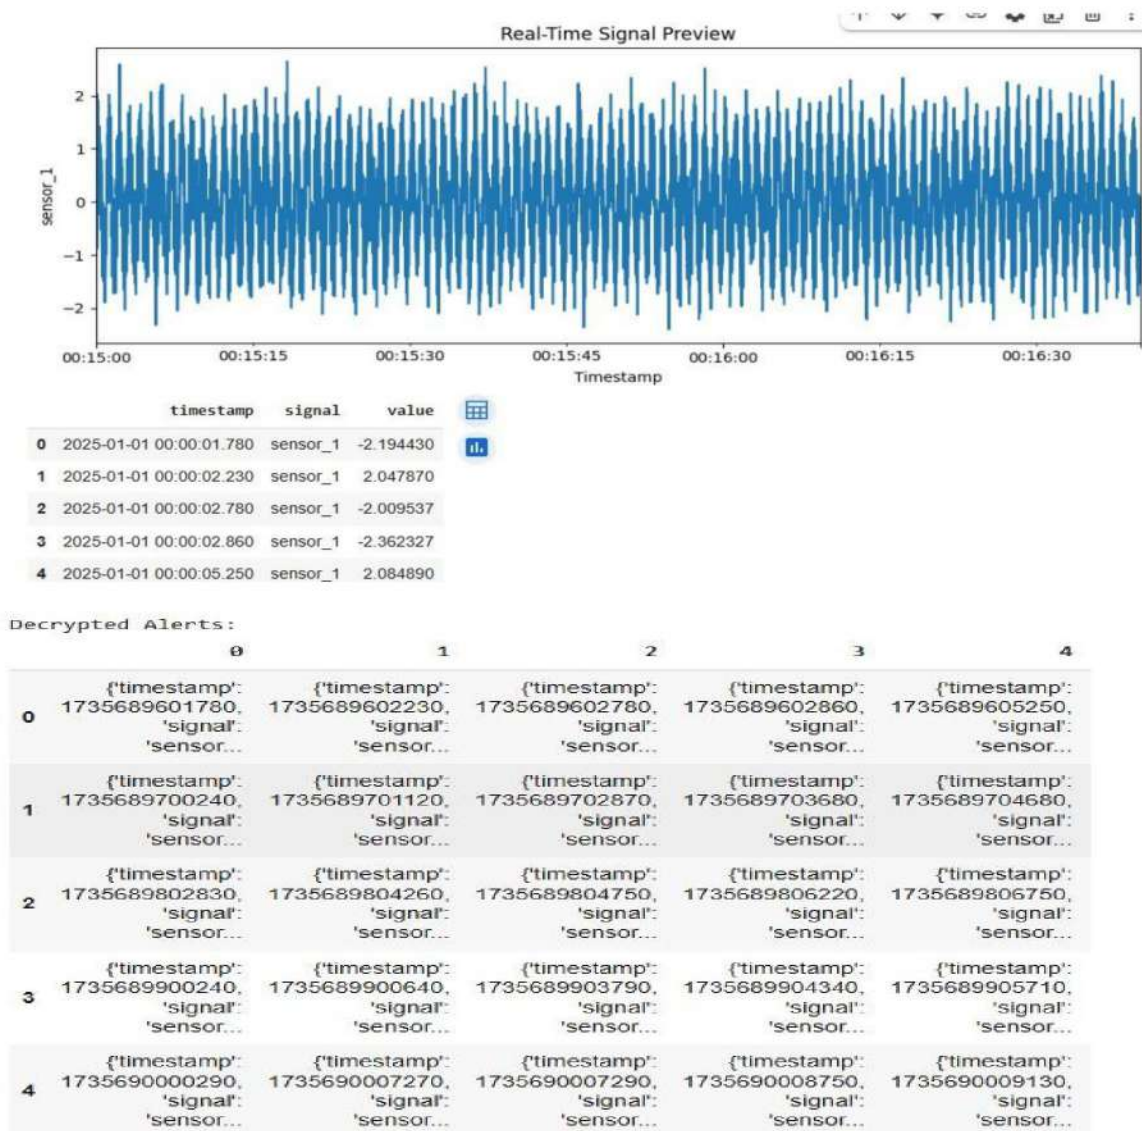 Real-Time Signal Preview
2
1
0
−1
−2
sensor_1
00:15:00 00:15:15 00:15:30 00:15:45 00:16:00 00:16:15 00:16:30
Timestamp
timestamp signal value
0 2025-01-01 00:00:01.780 sensor_1 -2.194430
1 2025-01-01 00:00:02.230 sensor_1 2.047870
2 2025-01-01 00:00:02.780 sensor_1 -2.009537
3 2025-01-01 00:00:02.860 sensor_1 -2.362327
4 2025-01-01 00:00:05.250 sensor_1 2.084890
Decrypted Alerts:
0 1 2 3 4
{'timestamp': {'timestamp': {'timestamp': {'timestamp': {'timestamp':
0 1735689601780, 1735689602230, 1735689602780, 1735689602860, 1735689605250,
'signal': 'signal': 'signal': 'signal': 'signal':
'sensor... 'sensor... 'sensor... 'sensor... 'sensor...
{'timestamp': {'timestamp': {'timestamp': {'timestamp': {'timestamp':
1 1735689700240, 1735689701120, 1735689702870, 1735689703680, 1735689704680,
'signal': 'signal': 'signal': 'signal': 'signal':
'sensor... 'sensor... 'sensor... 'sensor... 'sensor...
{'timestamp': {'timestamp': {'timestamp': {'timestamp': {'timestamp':
2 1735689802830, 1735689804260, 1735689804750, 1735689806220, 1735689806750,
'signal': 'signal': 'signal': 'signal': 'signal':
'sensor... 'sensor... 'sensor... 'sensor... 'sensor...
{'timestamp': {'timestamp': {'timestamp': {'timestamp': {'timestamp':
3 1735689900240, 1735689900640, 1735689903790, 1735689904340, 1735689905710,
'signal': 'signal': 'signal': 'signal': 'signal':
'sensor... 'sensor... 'sensor... 'sensor... 'sensor...
{'timestamp': {'timestamp': {'timestamp': {'timestamp': {'timestamp':
4 1735690000290, 1735690007270, 1735690007290, 1735690008750, 1735690009130,
'signal': 'signal': 'signal': 'signal': 'signal':
'sensor... 'sensor... 'sensor... 'sensor... 'sensor...